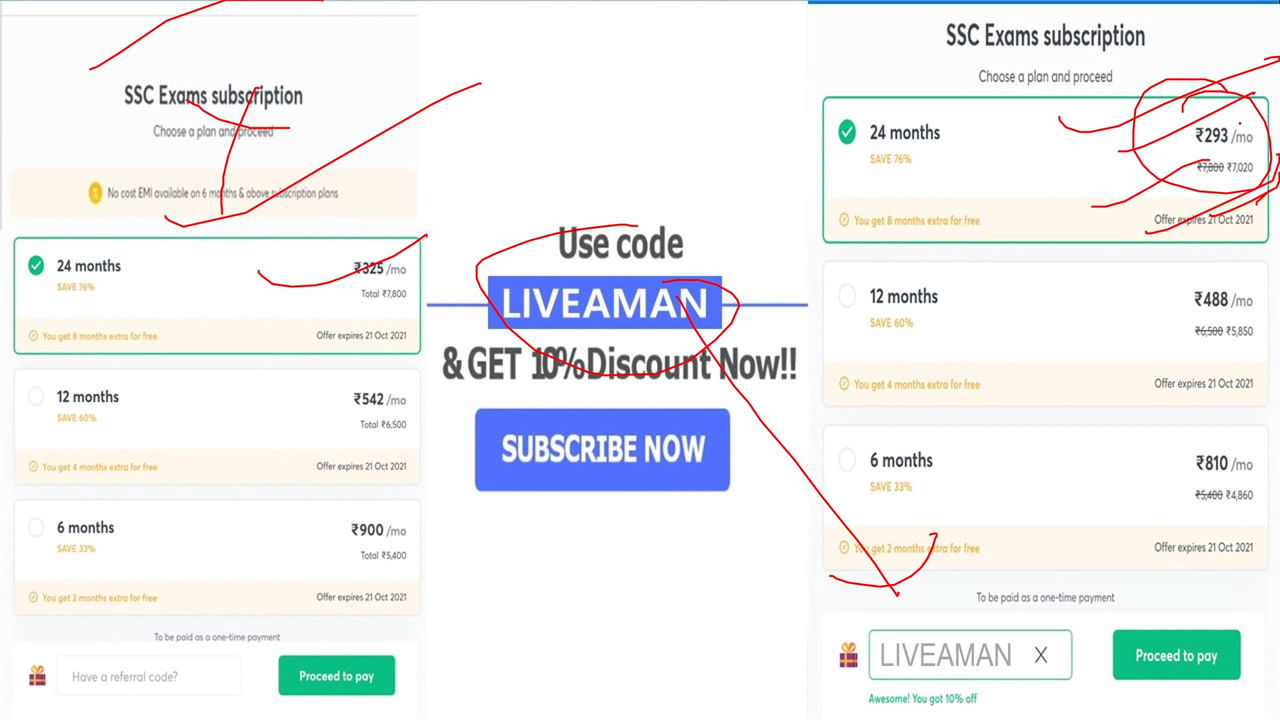 SSC Exams subscription
Choose a plan and proceed
No cost EMI available on 6 months & above subscription plans
24 months
₹325 /mo
SAVE 76%
Total ₹7,800
You get 8 months extra for free
Offer expires 21 Oct 2021
12 months
₹542 /mo
SAVE 60%
Total ₹6,500
You get 4 months extra for free
Offer expires 21 Oct 2021
6 months
₹900 /mo
SAVE 33%
Total ₹5,400
You get 2 months extra for free
Offer expires 21 Oct 2021
To be paid as a one-time payment
Have a referral code?
Proceed to pay
Use code
LIVEAMAN
& GET 10% Discount Now!!
SUBSCRIBE NOW
SSC Exams subscription
Choose a plan and proceed
24 months
₹293 /mo
SAVE 76%
₹7,800 ₹7,020
You get 8 months extra for free
Offer expires 21 Oct 2021
12 months
₹488 /mo
SAVE 60%
₹6,500 ₹5,850
You get 4 months extra for free
Offer expires 21 Oct 2021
6 months
₹810 /mo
SAVE 33%
₹5,400 ₹4,860
You get 2 months extra for free
Offer expires 21 Oct 2021
To be paid as a one-time payment
LIVEAMAN X
Proceed to pay
Awesome! You got 10% off